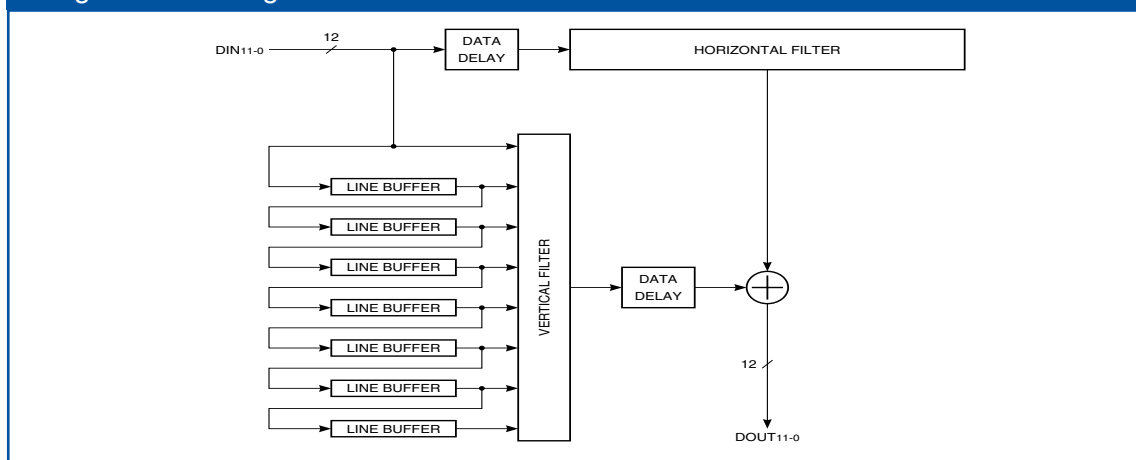 DIN11-0
12
DATA
DELAY
HORIZONTAL FILTER
LINE BUFFER
LINE BUFFER
LINE BUFFER
LINE BUFFER
LINE BUFFER
LINE BUFFER
LINE BUFFER
VERTICAL FILTER
DATA
DELAY
12
DOUT11-0